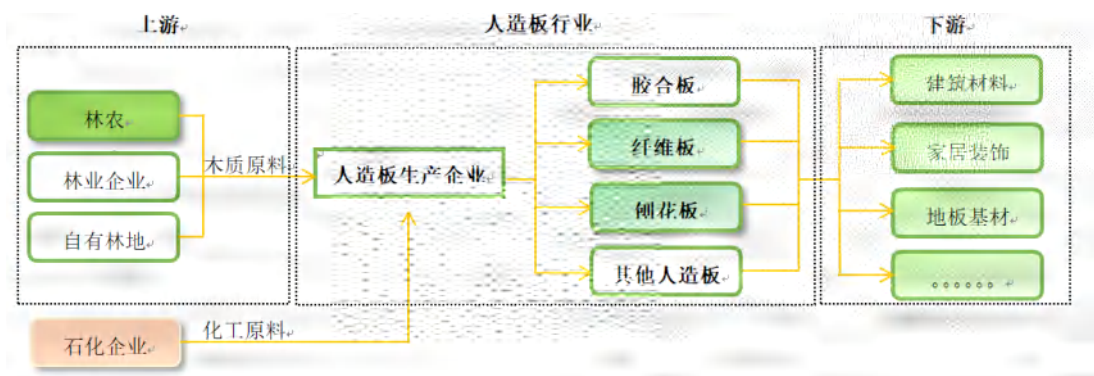 上游
人造板行业
下游
林农
林业企业
自有林地
木质原料
人造板生产企业
胶合板
纤维板
刨花板
其他人造板
建筑材料
家居装饰
地板基材
。。。。。。
石化企业
化工原料